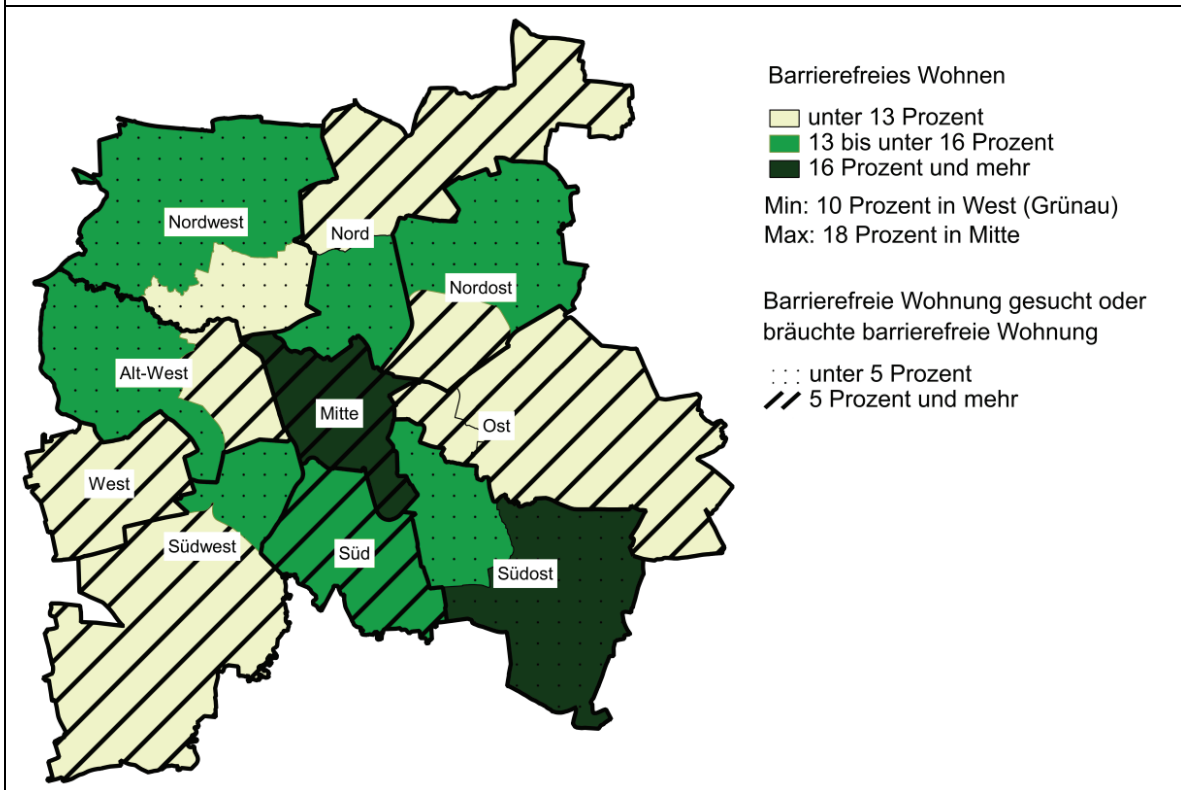 Barrierefreies Wohnen
unter 13 Prozent
13 bis unter 16 Prozent
16 Prozent und mehr
Min: 10 Prozent in West (Grünau)
Max: 18 Prozent in Mitte
Barrierefreie Wohnung gesucht oder
bräuchte barrierefreie Wohnung
unter 5 Prozent
5 Prozent und mehr
Nordwest
Nord
Nordost
Alt-West
Mitte
Ost
West
Südwest
Süd
Südost